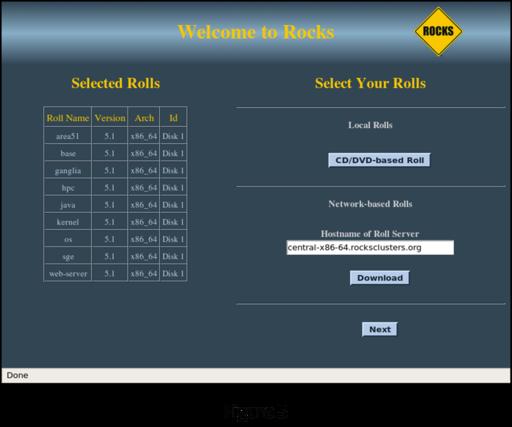 Welcome to Rocks
ROCKS
Selected Rolls
Roll Name Version Arch Id
area51 5.1 x86_64 Disk 1
base 5.1 x86_64 Disk 1
ganglia 5.1 x86_64 Disk 1
hpc 5.1 x86_64 Disk 1
java 5.1 x86_64 Disk 1
kernel 5.1 x86_64 Disk 1
os 5.1 x86_64 Disk 1
sge 5.1 x86_64 Disk 1
web-server 5.1 x86_64 Disk 1
Select Your Rolls
Local Rolls
CD/DVD-based Roll
Network-based Rolls
Hostname of Roll Server
central-x86-64.rocksclusters.org
Download
Next
Done